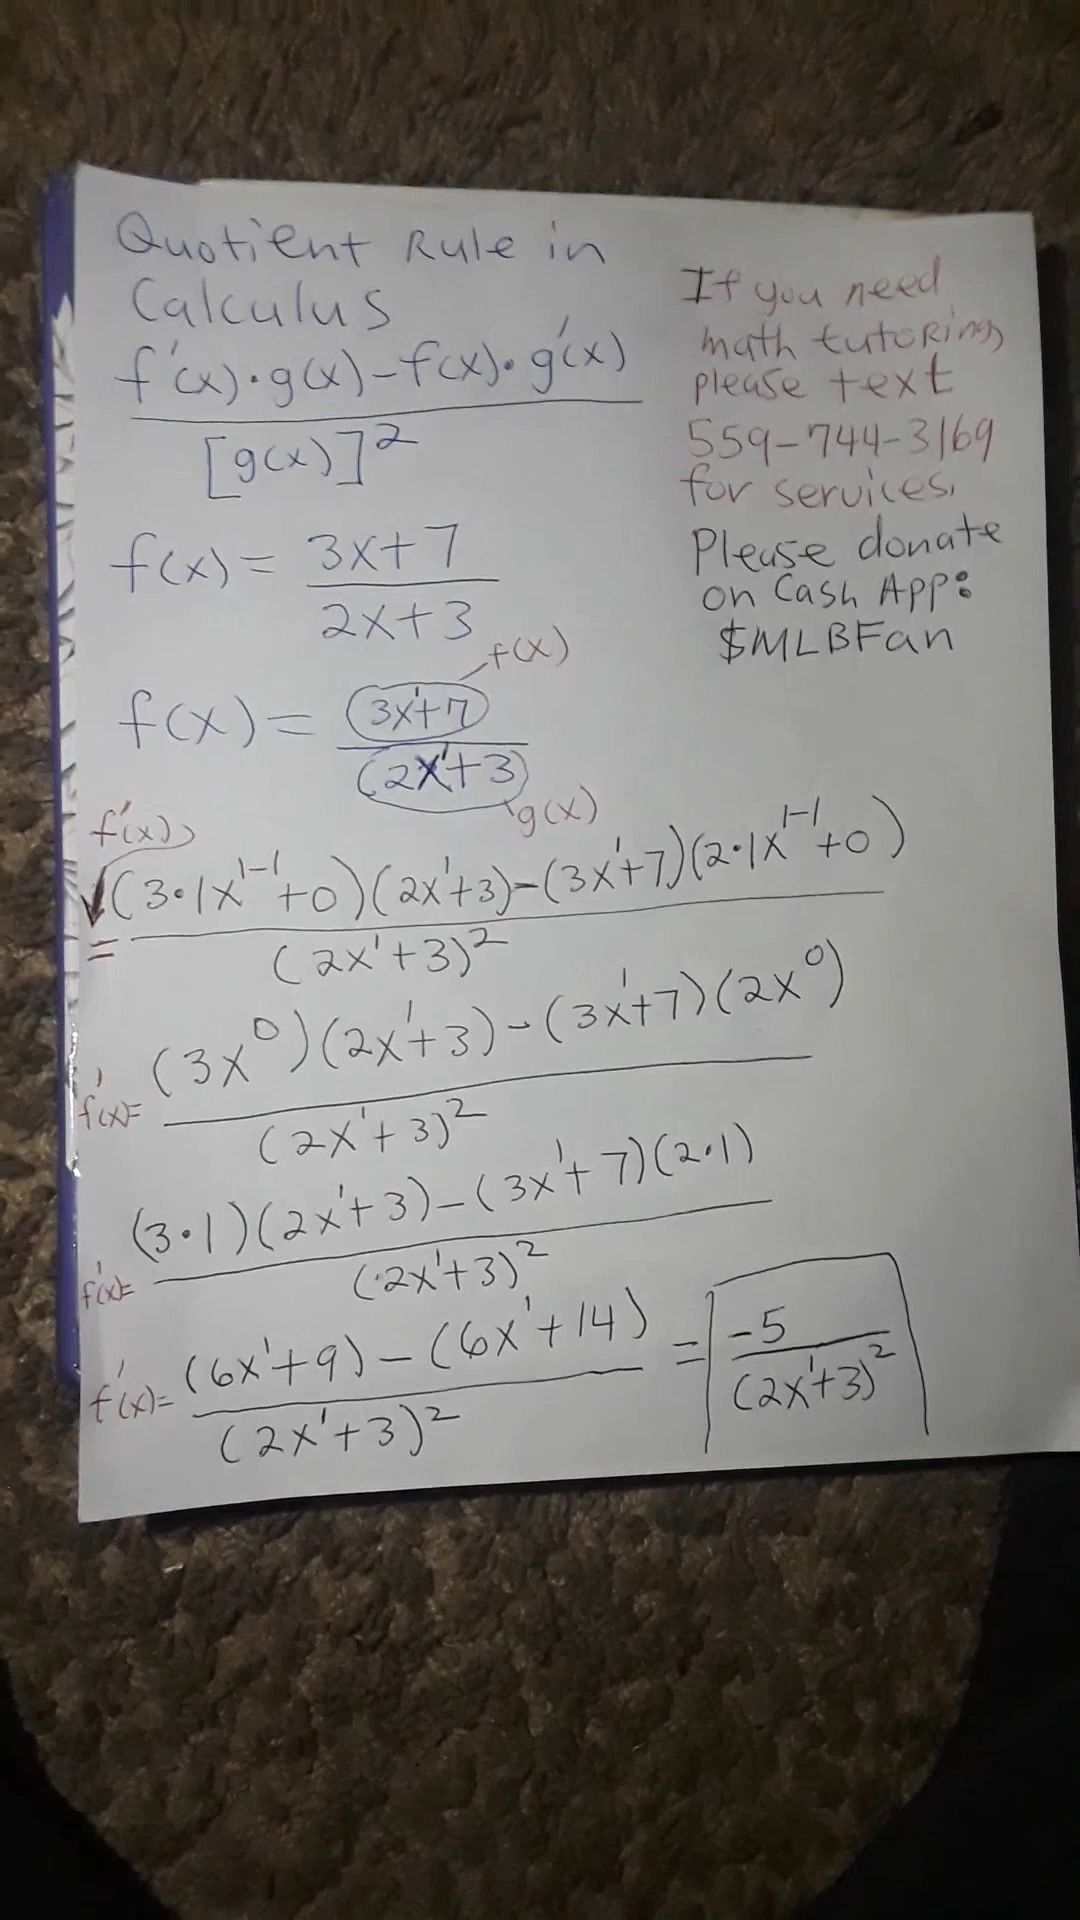 Quotient Rule in
Calculus
f'(x)·g(x)-f(x)·g'(x)
[g(x)]²
f(x)= 3x+7
2x+3
f(x)
f(x)= (3x¹+7)
(2x¹+3)
g(x)
f'(x)
= (3·1x¹⁻¹+0)(2x¹+3)-(3x¹+7)(2·1x¹⁻¹+0)
(2x¹+3)²
f'(x)= (3x⁰)(2x¹+3)-(3x¹+7)(2x⁰)
(2x¹+3)²
f'(x)= (3·1)(2x¹+3)-(3x¹+7)(2·1)
(2x¹+3)²
f'(x)= (6x¹+9)-(6x¹+14) = -5
(2x¹+3)² (2x¹+3)²
If you need
math tutoring,
please text
559-744-3169
for services.
Please donate
on Cash App:
$MLBFan